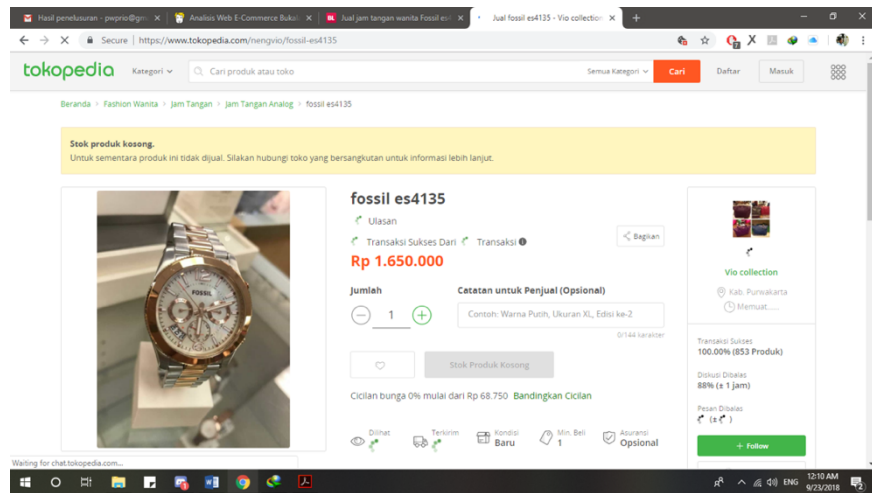 Hasil penelusuran - pwprio@gm
Analisis Web E-Commerce Bukal
Jual jam tangan wanita Fossil es
Jual fossil es4135 - Vio collection
Secure | https://www.tokopedia.com/nengvio/fossil-es4135
tokopedia
Kategori
Cari produk atau toko
Semua Kategori
Cari
Daftar
Masuk
Beranda > Fashion Wanita > Jam Tangan > Jam Tangan Analog > fossil es4135
Stok produk kosong.
Untuk sementara produk ini tidak dijual. Silakan hubungi toko yang bersangkutan untuk informasi lebih lanjut.
FOSSIL
fossil es4135
Ulasan
Transaksi Sukses Dari Transaksi
Bagikan
Rp 1.650.000
Jumlah
Catatan untuk Penjual (Opsional)
1
Contoh: Warna Putih, Ukuran XL, Edisi ke-2
0/144 karakter
Stok Produk Kosong
Cicilan bunga 0% mulai dari Rp 68.750 Bandingkan Cicilan
Dilihat
Terkirim
Kondisi
Baru
Min. Beli
1
Asuransi
Opsional
Vio collection
Kab. Purwakarta
Memuat.....
Transaksi Sukses
100.00% (853 Produk)
Diskusi Dibalas
88% (± 1 jam)
Pesan Dibalas
(± )
+ Follow
Waiting for chat.tokopedia.com...
ENG
12:10 AM
9/23/2018